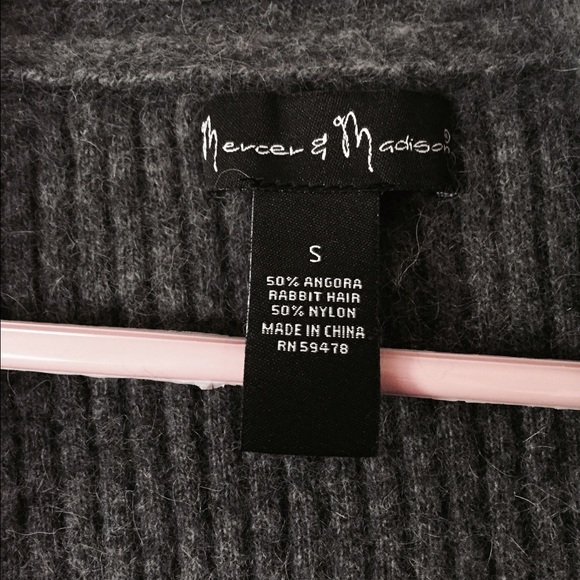 Mercer & Madison
S
50% ANGORA
RABBIT HAIR
50% NYLON
MADE IN CHINA
RN 59478